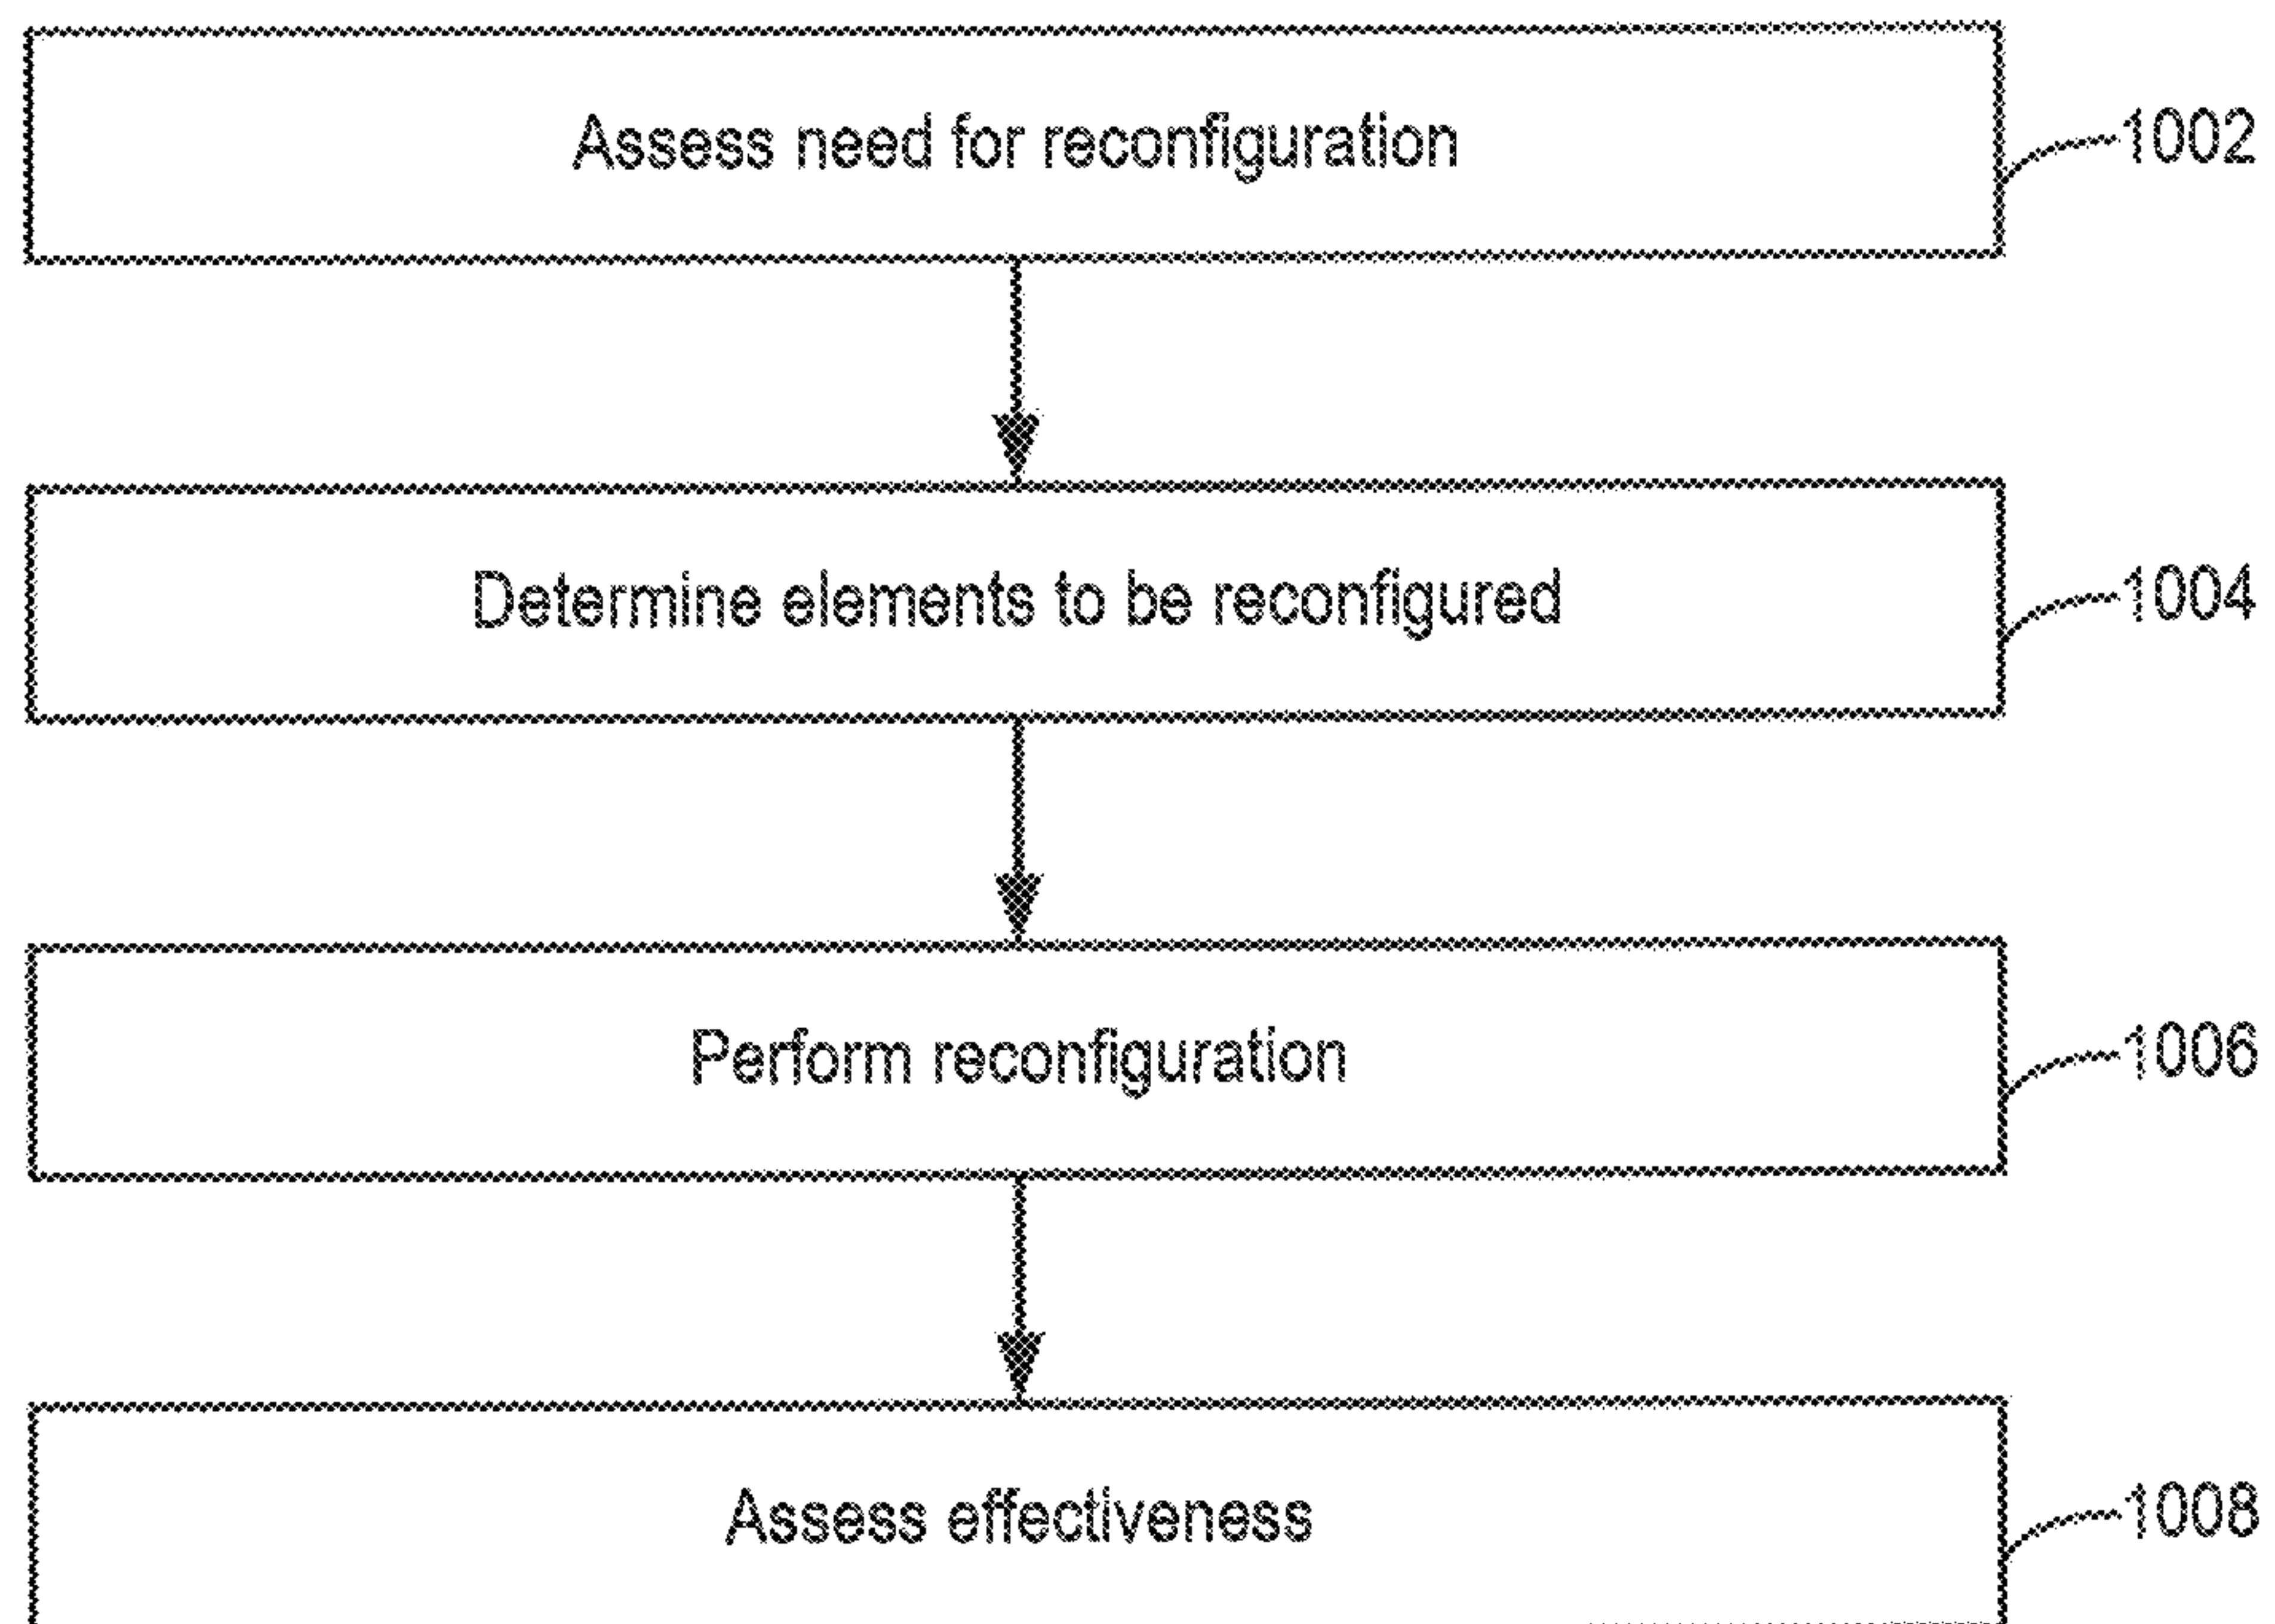 Assess need for reconfiguration
1002
Determine elements to be reconfigured
1004
Perform reconfiguration
1006
Assess effectiveness
1008